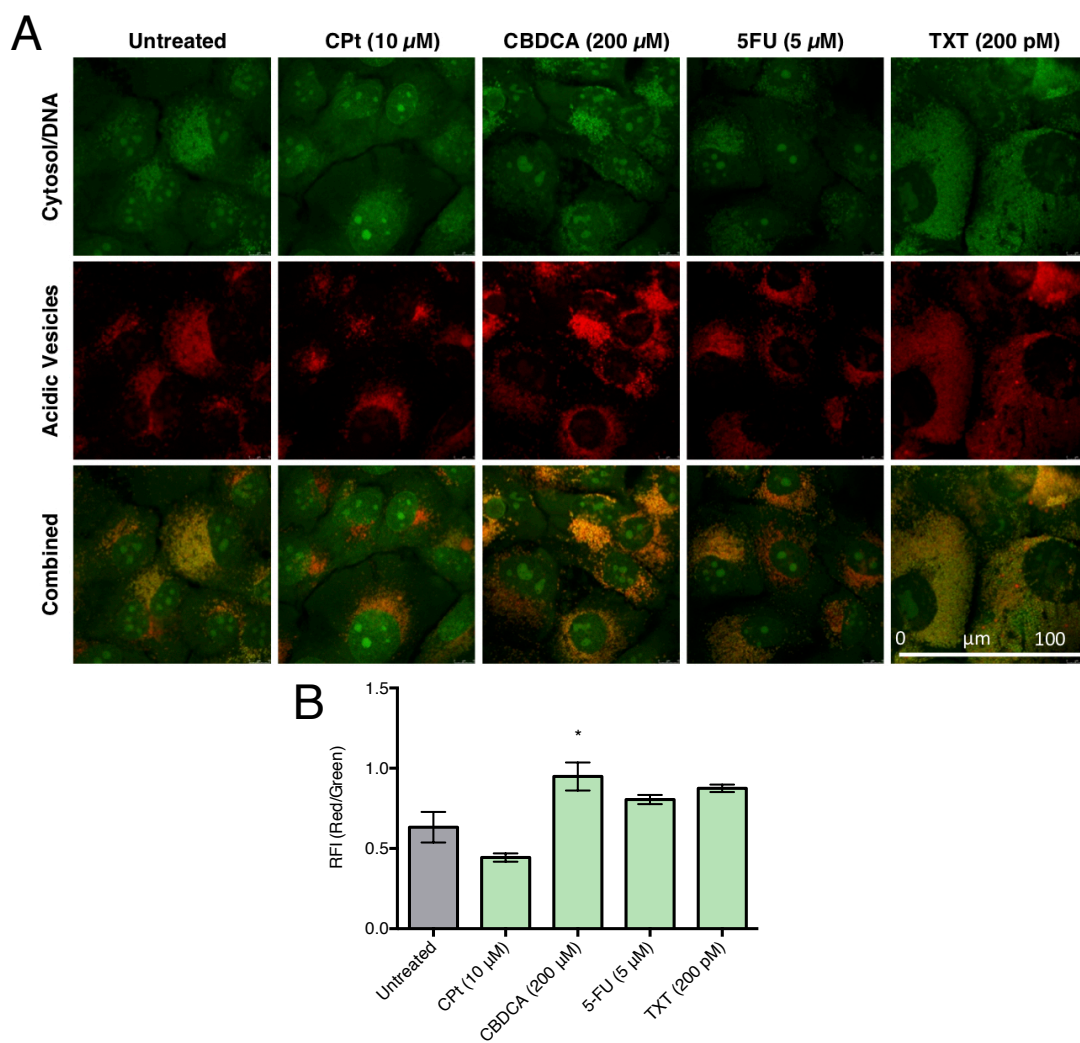 A
Untreated
CPt (10 µM)
CBDCA (200 µM)
5FU (5 µM)
TXT (200 pM)
Cytosol/DNA
Acidic Vesicles
Combined
0 µm 100
B
RFI (Red/Green)
1.5
1.0
0.5
0.0
*
Untreated
CPt (10 µM)
CBDCA (200 µM)
5-FU (5 µM)
TXT (200 pM)